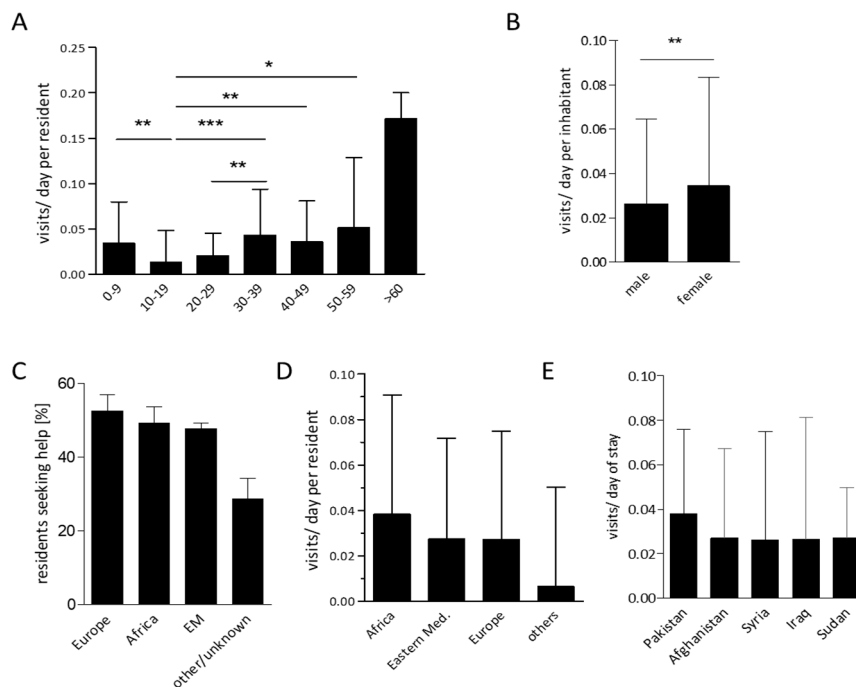 A
visits/ day per resident
0.25
0.20
0.15
0.10
0.05
0.00
*
**
** ***
**
0-9 10-19 20-29 30-39 40-49 50-59 >60
B
visits/ day per inhabitant
0.10
0.08
0.06
0.04
0.02
0.00
**
male female
C
residents seeking help [%]
60
40
20
0
Europe Africa EM other/unknown
D
visits/ day per resident
0.10
0.08
0.06
0.04
0.02
0.00
Africa Eastern Med. Europe others
E
visits/ day of stay
0.10
0.08
0.06
0.04
0.02
0.00
Pakistan Afghanistan Syria Iraq Sudan